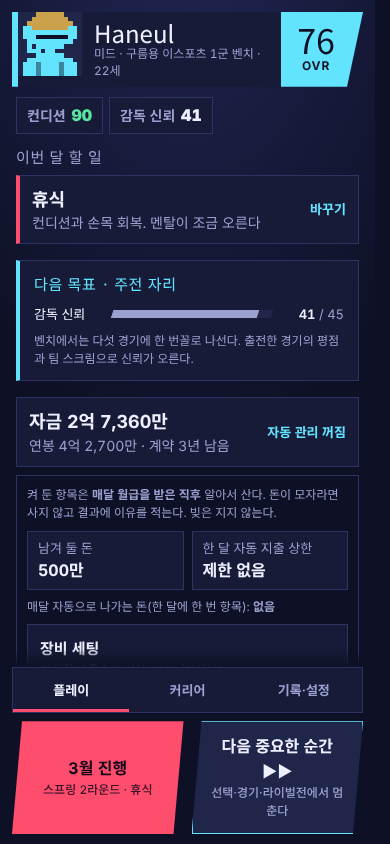 Haneul
미드 · 구름용 이스포츠 1군 벤치 ·
22세
76
OVR
컨디션 90
감독 신뢰 41
이번 달 할 일
휴식
컨디션과 손목 회복. 멘탈이 조금 오른다
바꾸기
다음 목표 · 주전 자리
감독 신뢰
41 / 45
벤치에서는 다섯 경기에 한 번꼴로 나선다. 출전한 경기의 평점
과 팀 스크림으로 신뢰가 오른다.
자금 2억 7,360만
연봉 4억 2,700만 · 계약 3년 남음
자동 관리 꺼짐
켜 둔 항목은 매달 월급을 받은 직후 알아서 산다. 돈이 모자라면
사지 않고 결과에 이유를 적는다. 빚은 지지 않는다.
남겨 둘 돈
500만
한 달 자동 지출 상한
제한 없음
매달 자동으로 나가는 돈(한 달에 한 번 항목): 없음
장비 세팅
플레이
커리어
기록·설정
3월 진행
스프링 2라운드 · 휴식
다음 중요한 순간
▶▶
선택·경기·라이벌전에서 멈
춘다